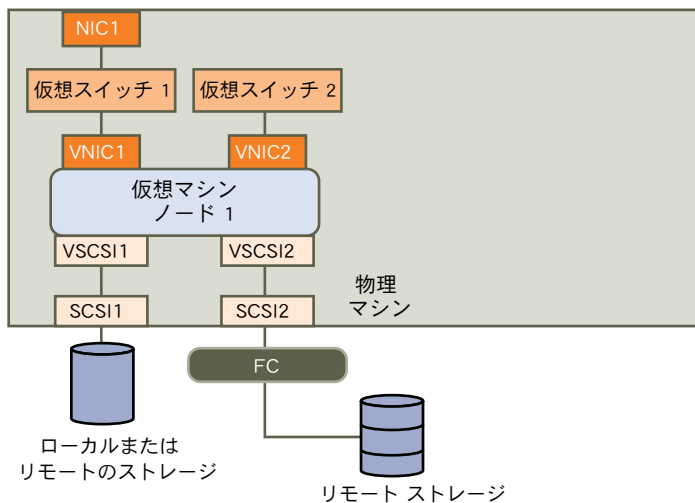 NIC1
仮想スイッチ 1
仮想スイッチ 2
VNIC1
VNIC2
仮想マシン
ノード 1
VSCSI1
VSCSI2
物理
マシン
SCSI1
SCSI2
FC
ローカルまたは
リモートのストレージ
リモート ストレージ